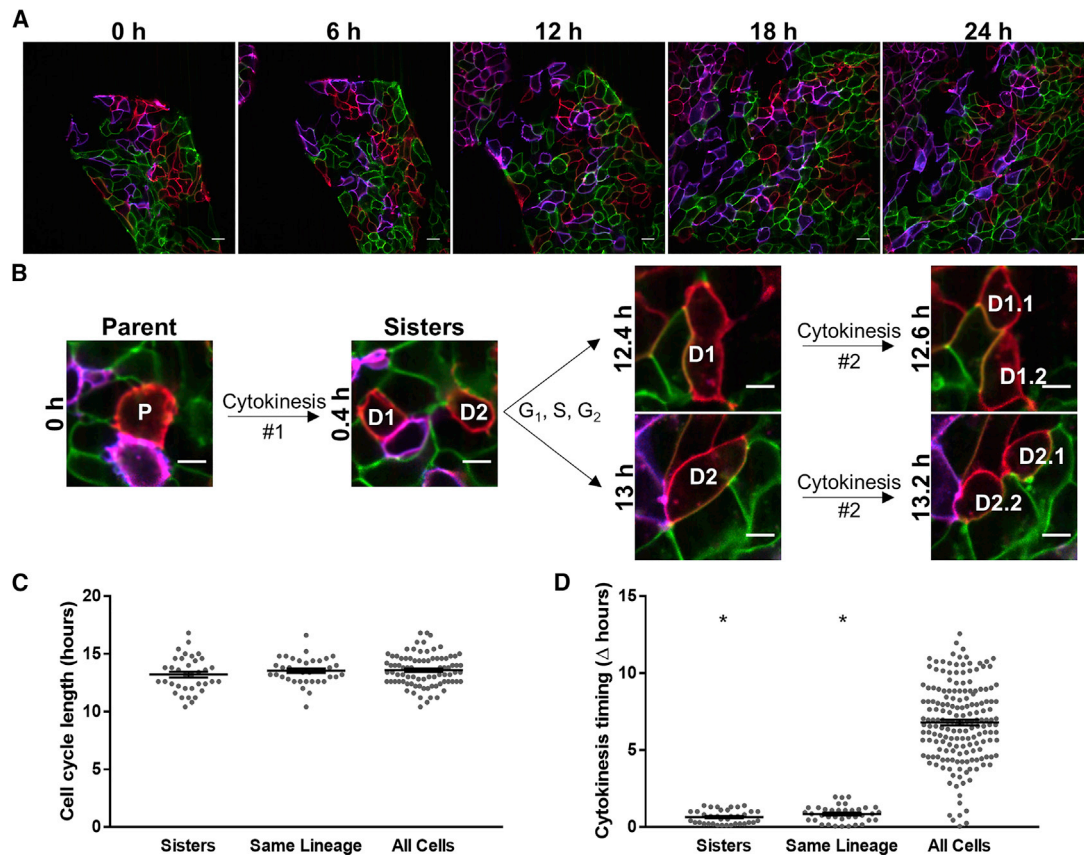 A
0 h 6 h 12 h 18 h 24 h
B
Parent
0 h
P
Cytokinesis
#1
Sisters
0.4 h
D1 D2
G1, S, G2
12.4 h
D1
Cytokinesis
#2
12.6 h
D1.1
D1.2
13 h
D2
Cytokinesis
#2
13.2 h
D2.1
D2.2
C
Cell cycle length (hours)
20
15
10
5
0
Sisters Same Lineage All Cells
D
Cytokinesis timing (Δ hours)
15
10
5
0
* *
Sisters Same Lineage All Cells